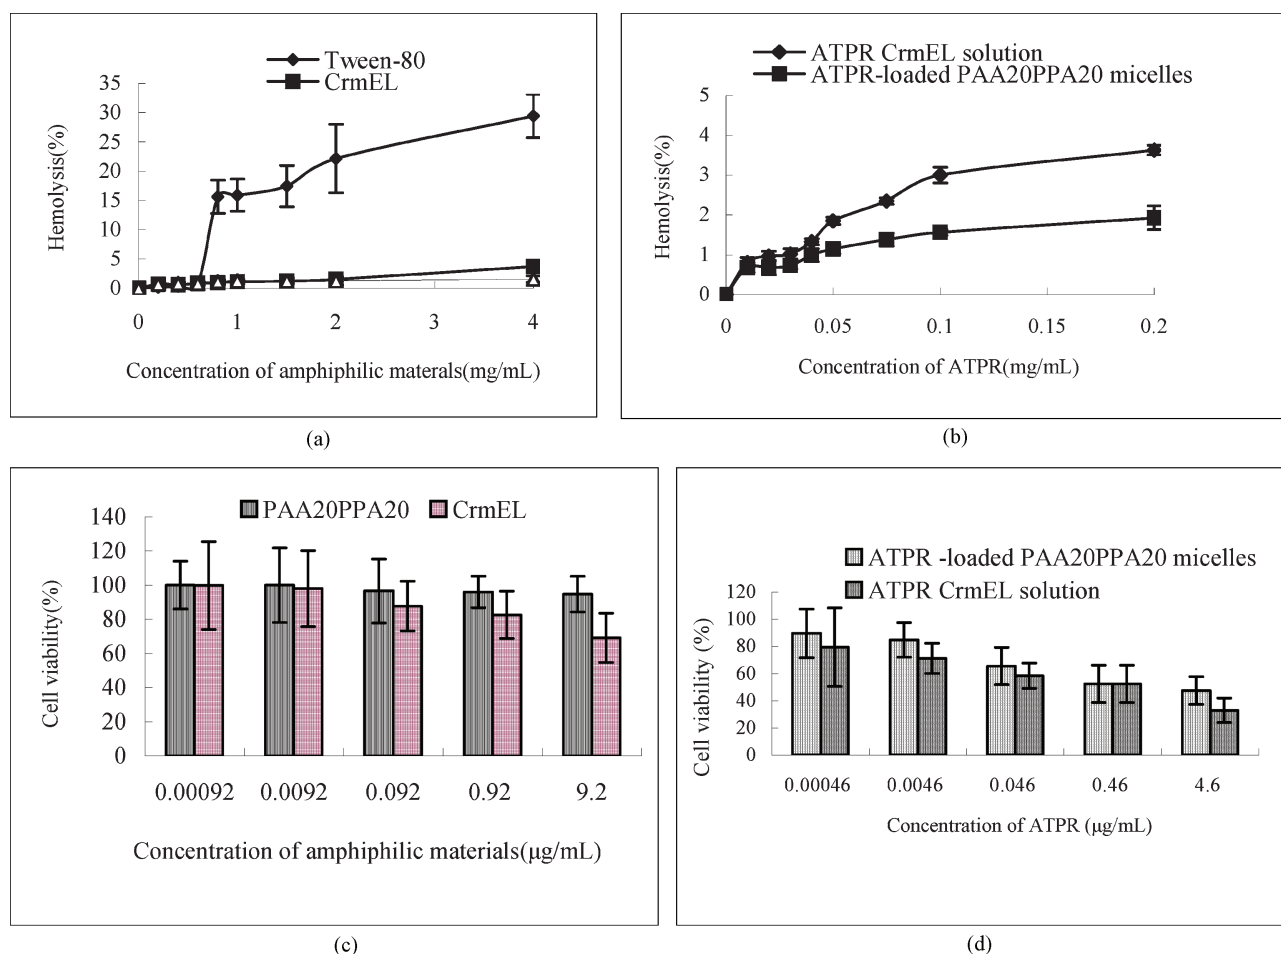 Tween-80
CrmEL
35
30
25
20
15
10
5
0
Hemolysis(%)
0 1 2 3 4
Concentration of amphiphilic materals(mg/mL)
(a)
ATPR CrmEL solution
ATPR-loaded PAA20PPA20 micelles
5
4
3
2
1
0
Hemolysis(%)
0 0.05 0.1 0.15 0.2
Concentration of ATPR(mg/mL)
(b)
PAA20PPA20 CrmEL
140
120
100
80
60
40
20
0
Cell viability(%)
0.00092 0.0092 0.092 0.92 9.2
Concentration of amphiphilic materials(μg/mL)
(c)
ATPR -loaded PAA20PPA20 micelles
ATPR CrmEL solution
120
100
80
60
40
20
0
Cell viability (%)
0.00046 0.0046 0.046 0.46 4.6
Concentration of ATPR (μg/mL)
(d)